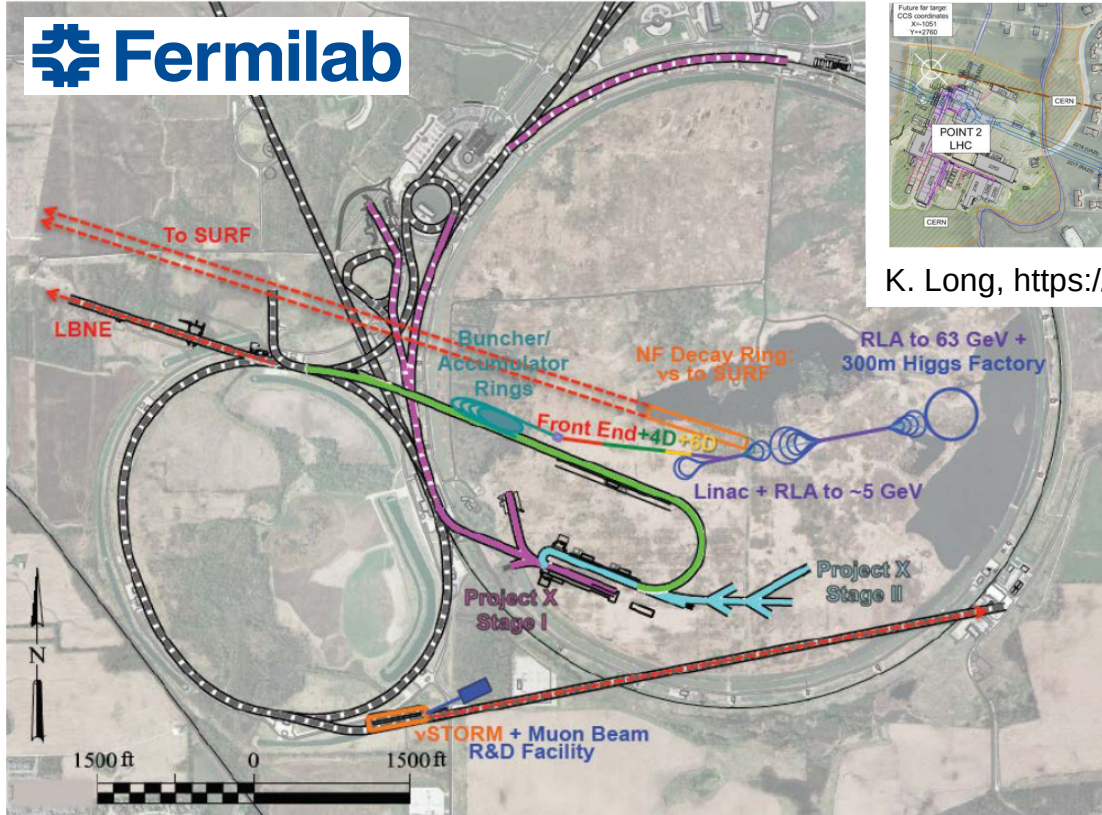 Fermilab
Future far targe:
CCS coordinates
X=-1051
Y=+2760
CERN
POINT 2
LHC
CERN
K. Long, https:/
To SURF
LBNE
Buncher/
Accumulator
Rings
NF Decay Ring:
νs to SURF
RLA to 63 GeV +
300m Higgs Factory
Front End+4D+6D
Linac + RLA to ~5 GeV
Project X
Stage I
Project X
Stage II
N
νSTORM + Muon Beam
R&D Facility
1500 ft 0 1500 ft